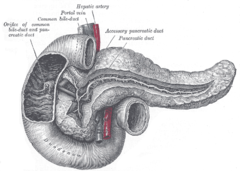 Hepatic artery
Portal vein
Common bile-duct
Orifice of common
bile-duct and pan-
creatic duct
Accessory pancreatic duct
Pancreatic duct